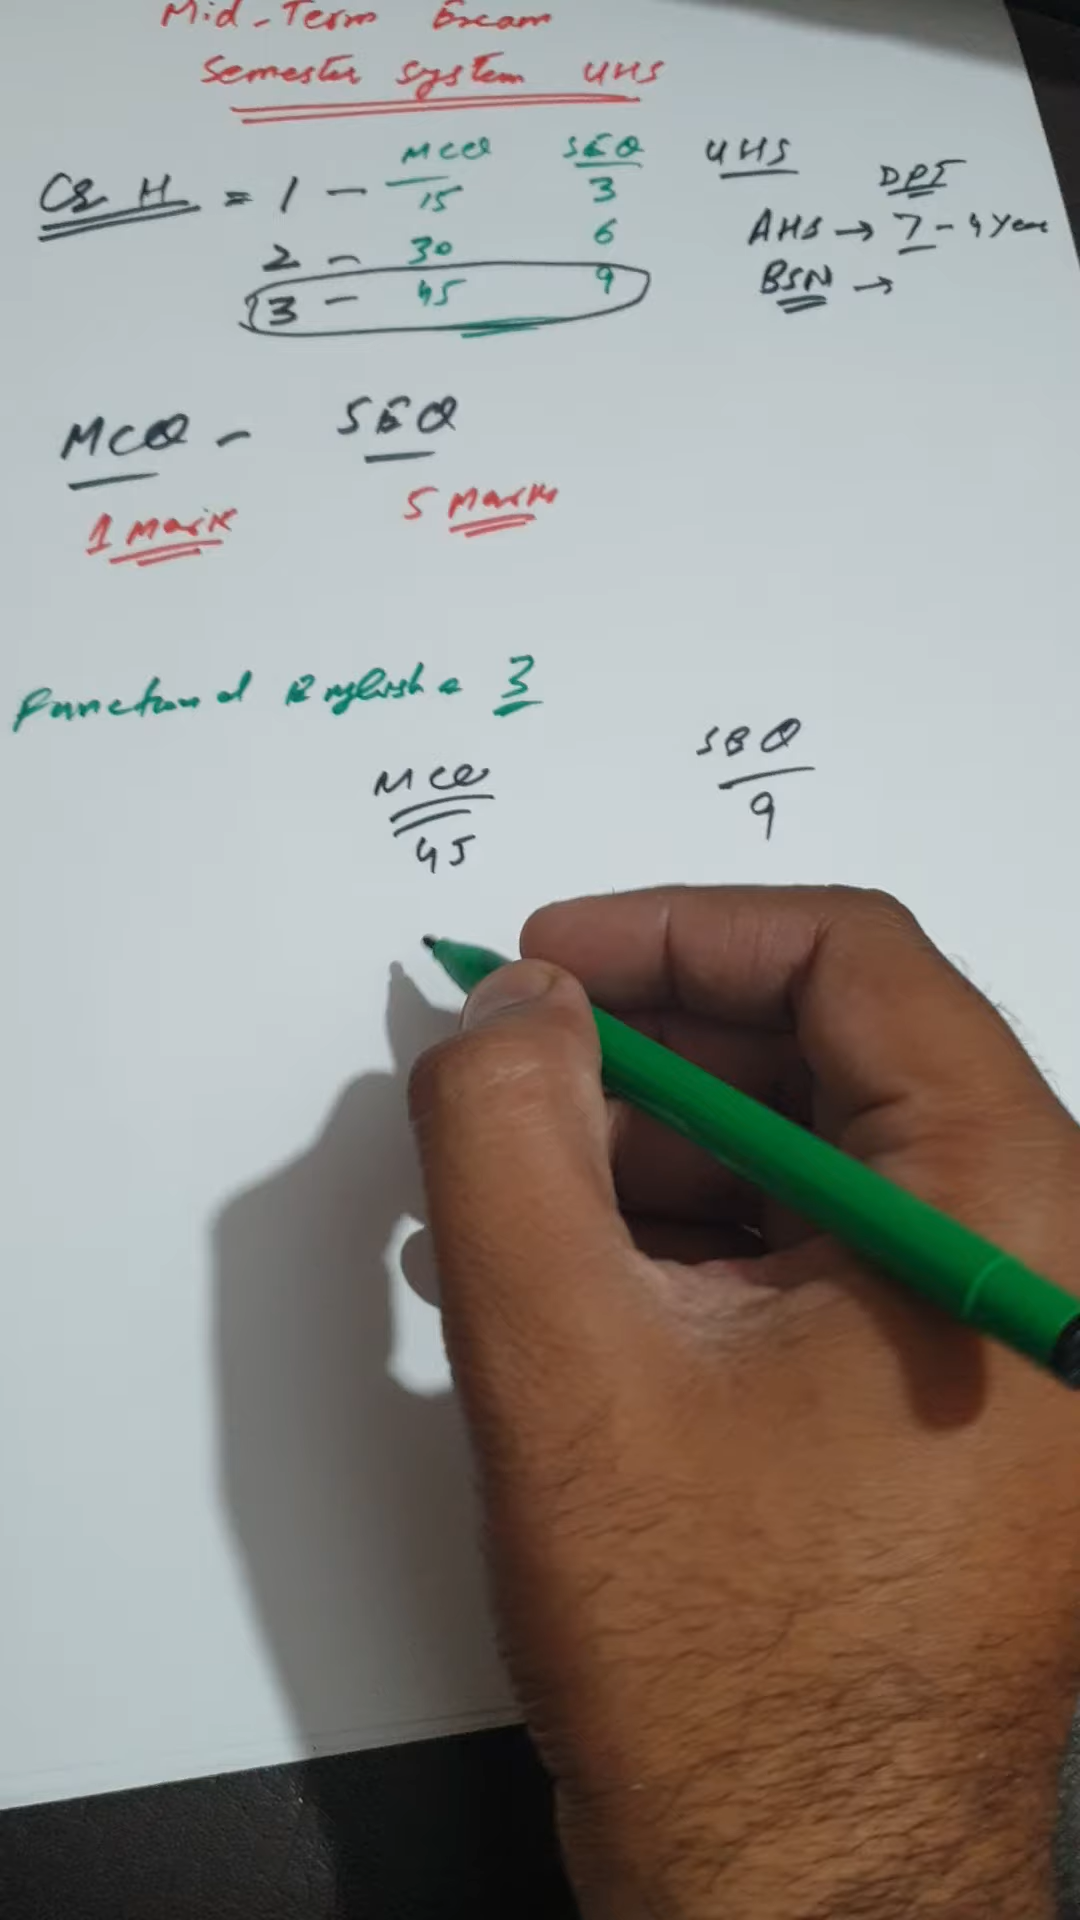 Mid-Term Exam
Semester system UHS
MCQ SEQ UHS
Cr H = 1 - 15 3 DPT
2 - 30 6 AHS → 7 - 4 Year
3 - 45 9 BSN →
MCQ - SEQ
1 Mark 5 Marks
Functional English = 3
MCQ SEQ
45 9